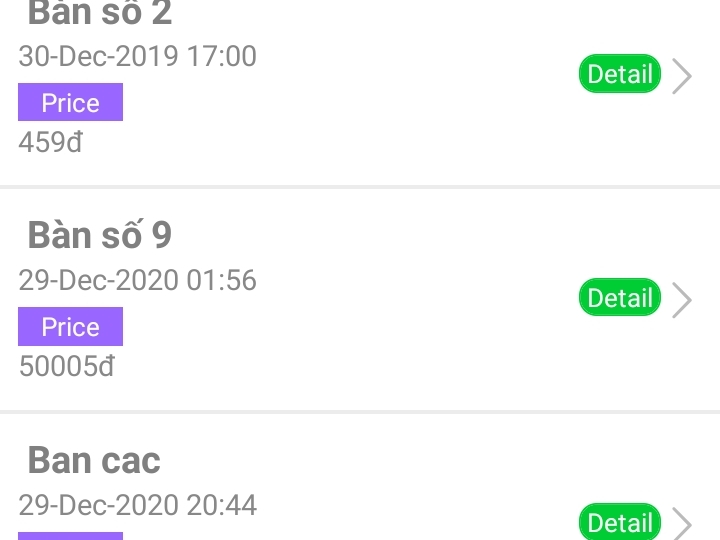 Bàn số 2
30-Dec-2019 17:00
Detail
Price
459đ
Bàn số 9
29-Dec-2020 01:56
Detail
Price
50005đ
Ban cac
29-Dec-2020 20:44
Detail